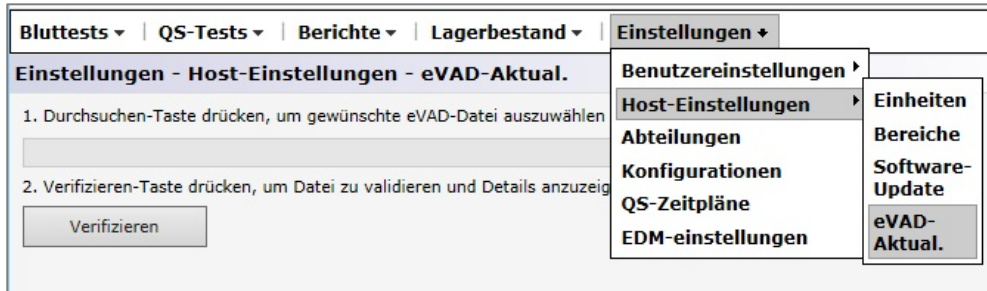 Bluttests | QS-Tests | Berichte | Lagerbestand | Einstellungen
Einstellungen - Host-Einstellungen - eVAD-Aktual.
1. Durchsuchen-Taste drücken, um gewünschte eVAD-Datei auszuwählen
2. Verifizieren-Taste drücken, um Datei zu validieren und Details anzuzeig
Verifizieren
Benutzereinstellungen
Host-Einstellungen
Abteilungen
Konfigurationen
QS-Zeitpläne
EDM-einstellungen
Einheiten
Bereiche
Software-
Update
eVAD-
Aktual.